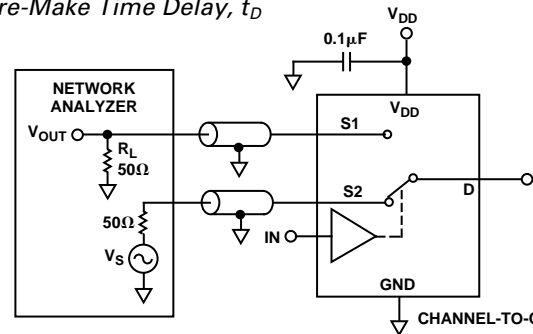 re-Make Time Delay, tD
VDD
0.1µF
NETWORK
ANALYZER
VDD
VOUT
S1
RL
50Ω
S2
D
50Ω
VS
IN
GND
CHANNEL-TO-C